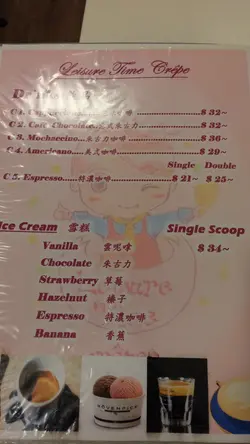 Leisure Time Crêpe
咖啡 $ 32~
C 2. Chocolate 朱古力 $ 32~
C 3. Mochaccino 朱古力咖啡 $ 36~
C 4. Americano 美式咖啡 $ 29~
Single Double
C 5. Espresso 特濃咖啡 $ 21~ $ 25~
Ice Cream 雪糕 Single Scoop
Vanilla 雲呢嗱 $ 34~
Chocolate 朱古力
Strawberry 草莓
Hazelnut 榛子
Espresso 特濃咖啡
Banana 香蕉
MÖVENPICK